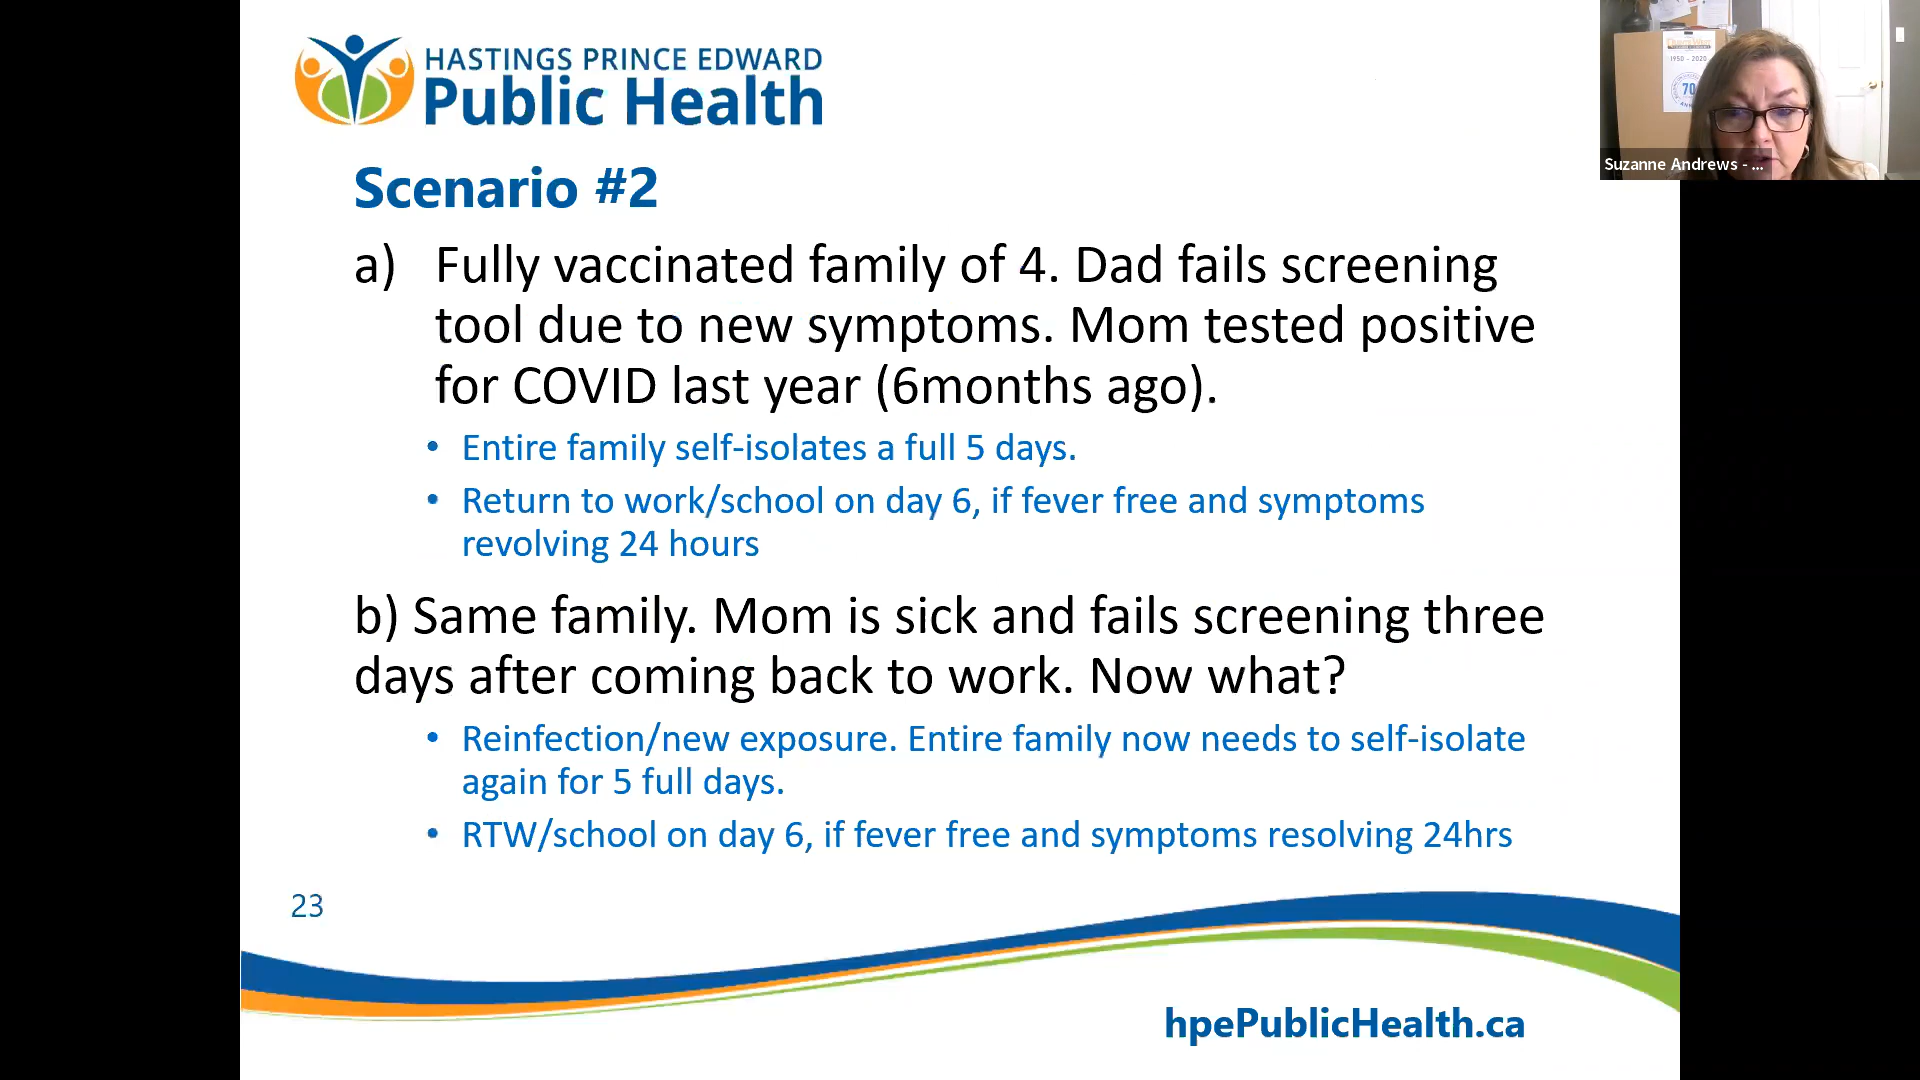 HASTINGS PRINCE EDWARD
Public Health
Scenario #2
a) Fully vaccinated family of 4. Dad fails screening
tool due to new symptoms. Mom tested positive
for COVID last year (6months ago).
• Entire family self-isolates a full 5 days.
• Return to work/school on day 6, if fever free and symptoms
revolving 24 hours
b) Same family. Mom is sick and fails screening three
days after coming back to work. Now what?
• Reinfection/new exposure. Entire family now needs to self-isolate
again for 5 full days.
• RTW/school on day 6, if fever free and symptoms resolving 24hrs
23
hpePublicHealth.ca
1950 - 2020
70
Suzanne Andrews - ...